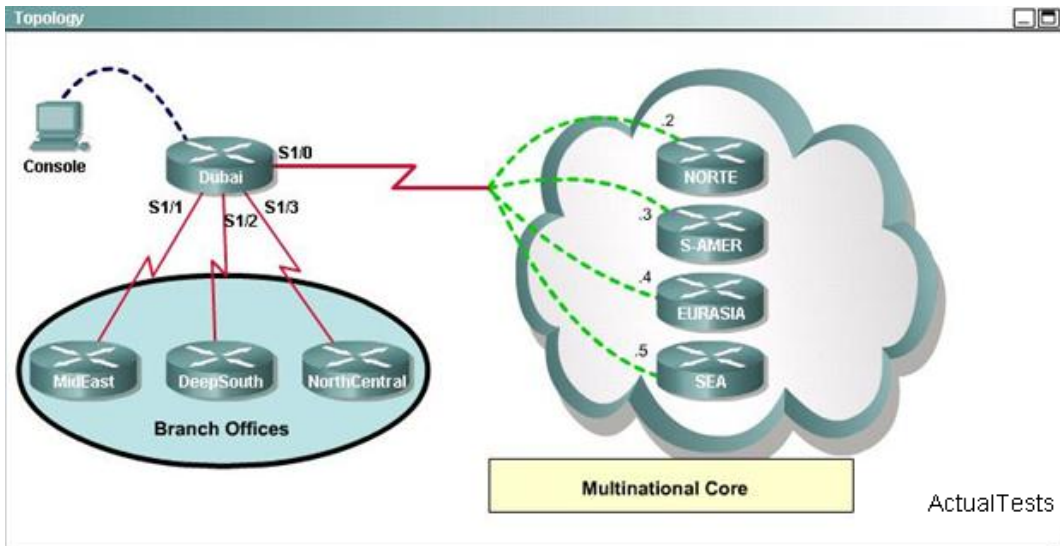 Topology
.2
Console
S1/0
Dubai
NORTE
S1/1
S1/2
S1/3
.3
S-AMER
.4
EURASIA
.5
MidEast
DeepSouth
NorthCentral
SEA
Branch Offices
Multinational Core
ActualTests